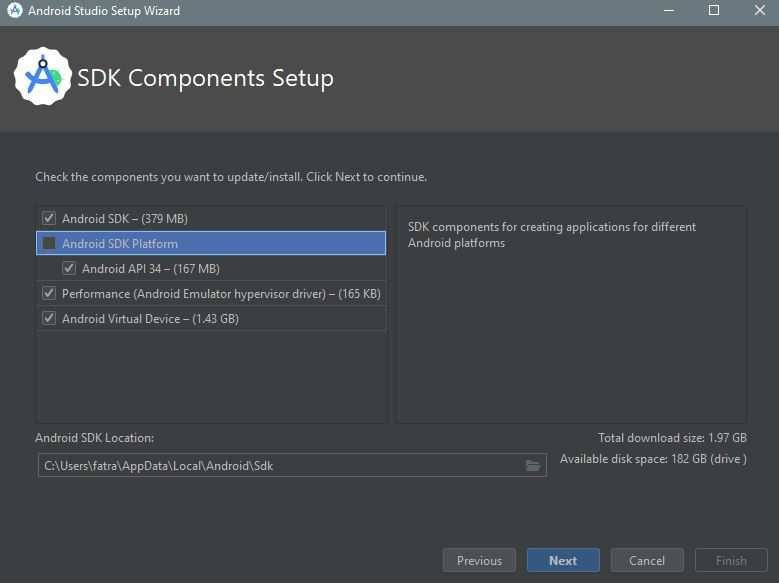 Android Studio Setup Wizard
SDK Components Setup
Check the components you want to update/install. Click Next to continue.
Android SDK – (379 MB)
Android SDK Platform
Android API 34 – (167 MB)
Performance (Android Emulator hypervisor driver) – (165 KB)
Android Virtual Device – (1.43 GB)
SDK components for creating applications for different
Android platforms
Android SDK Location:
C:\Users\fatra\AppData\Local\Android\Sdk
Total download size: 1.97 GB
Available disk space: 182 GB (drive )
Previous
Next
Cancel
Finish